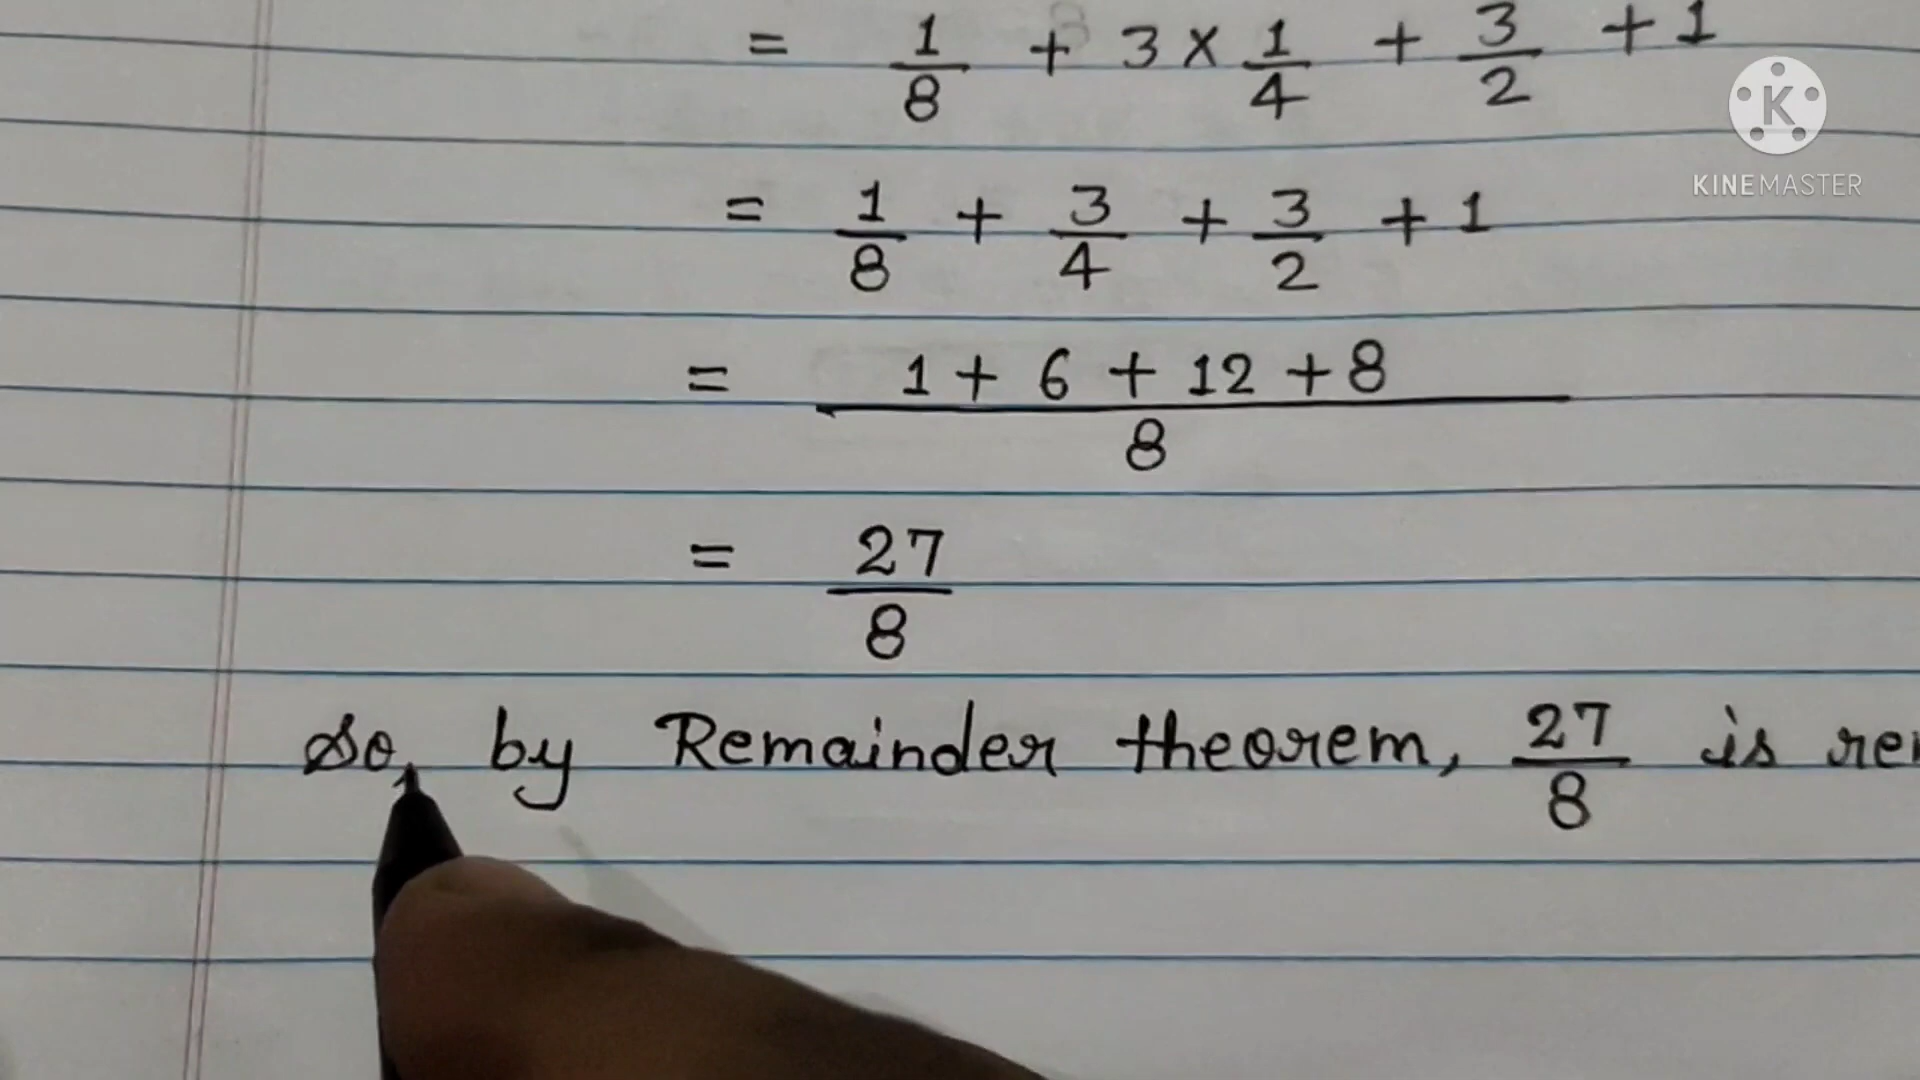 = 1/8 + 3 × 1/4 + 3/2 + 1
K
KINEMASTER
= 1/8 + 3/4 + 3/2 + 1
= 1 + 6 + 12 + 8 / 8
= 27/8
So, by Remainder theorem, 27/8 is